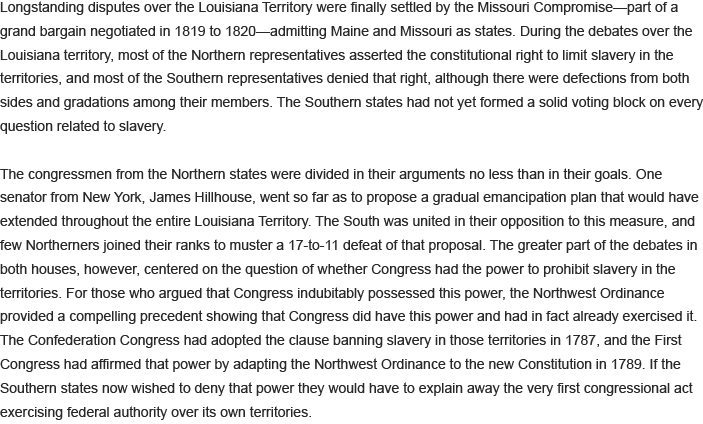 Longstanding disputes over the Louisiana Territory were finally settled by the Missouri Compromise—part of a
grand bargain negotiated in 1819 to 1820—admitting Maine and Missouri as states. During the debates over the
Louisiana territory, most of the Northern representatives asserted the constitutional right to limit slavery in the
territories, and most of the Southern representatives denied that right, although there were defections from both
sides and gradations among their members. The Southern states had not yet formed a solid voting block on every
question related to slavery.

The congressmen from the Northern states were divided in their arguments no less than in their goals. One
senator from New York, James Hillhouse, went so far as to propose a gradual emancipation plan that would have
extended throughout the entire Louisiana Territory. The South was united in their opposition to this measure, and
few Northerners joined their ranks to muster a 17-to-11 defeat of that proposal. The greater part of the debates in
both houses, however, centered on the question of whether Congress had the power to prohibit slavery in the
territories. For those who argued that Congress indubitably possessed this power, the Northwest Ordinance
provided a compelling precedent showing that Congress did have this power and had in fact already exercised it.
The Confederation Congress had adopted the clause banning slavery in those territories in 1787, and the First
Congress had affirmed that power by adapting the Northwest Ordinance to the new Constitution in 1789. If the
Southern states now wished to deny that power they would have to explain away the very first congressional act
exercising federal authority over its own territories.